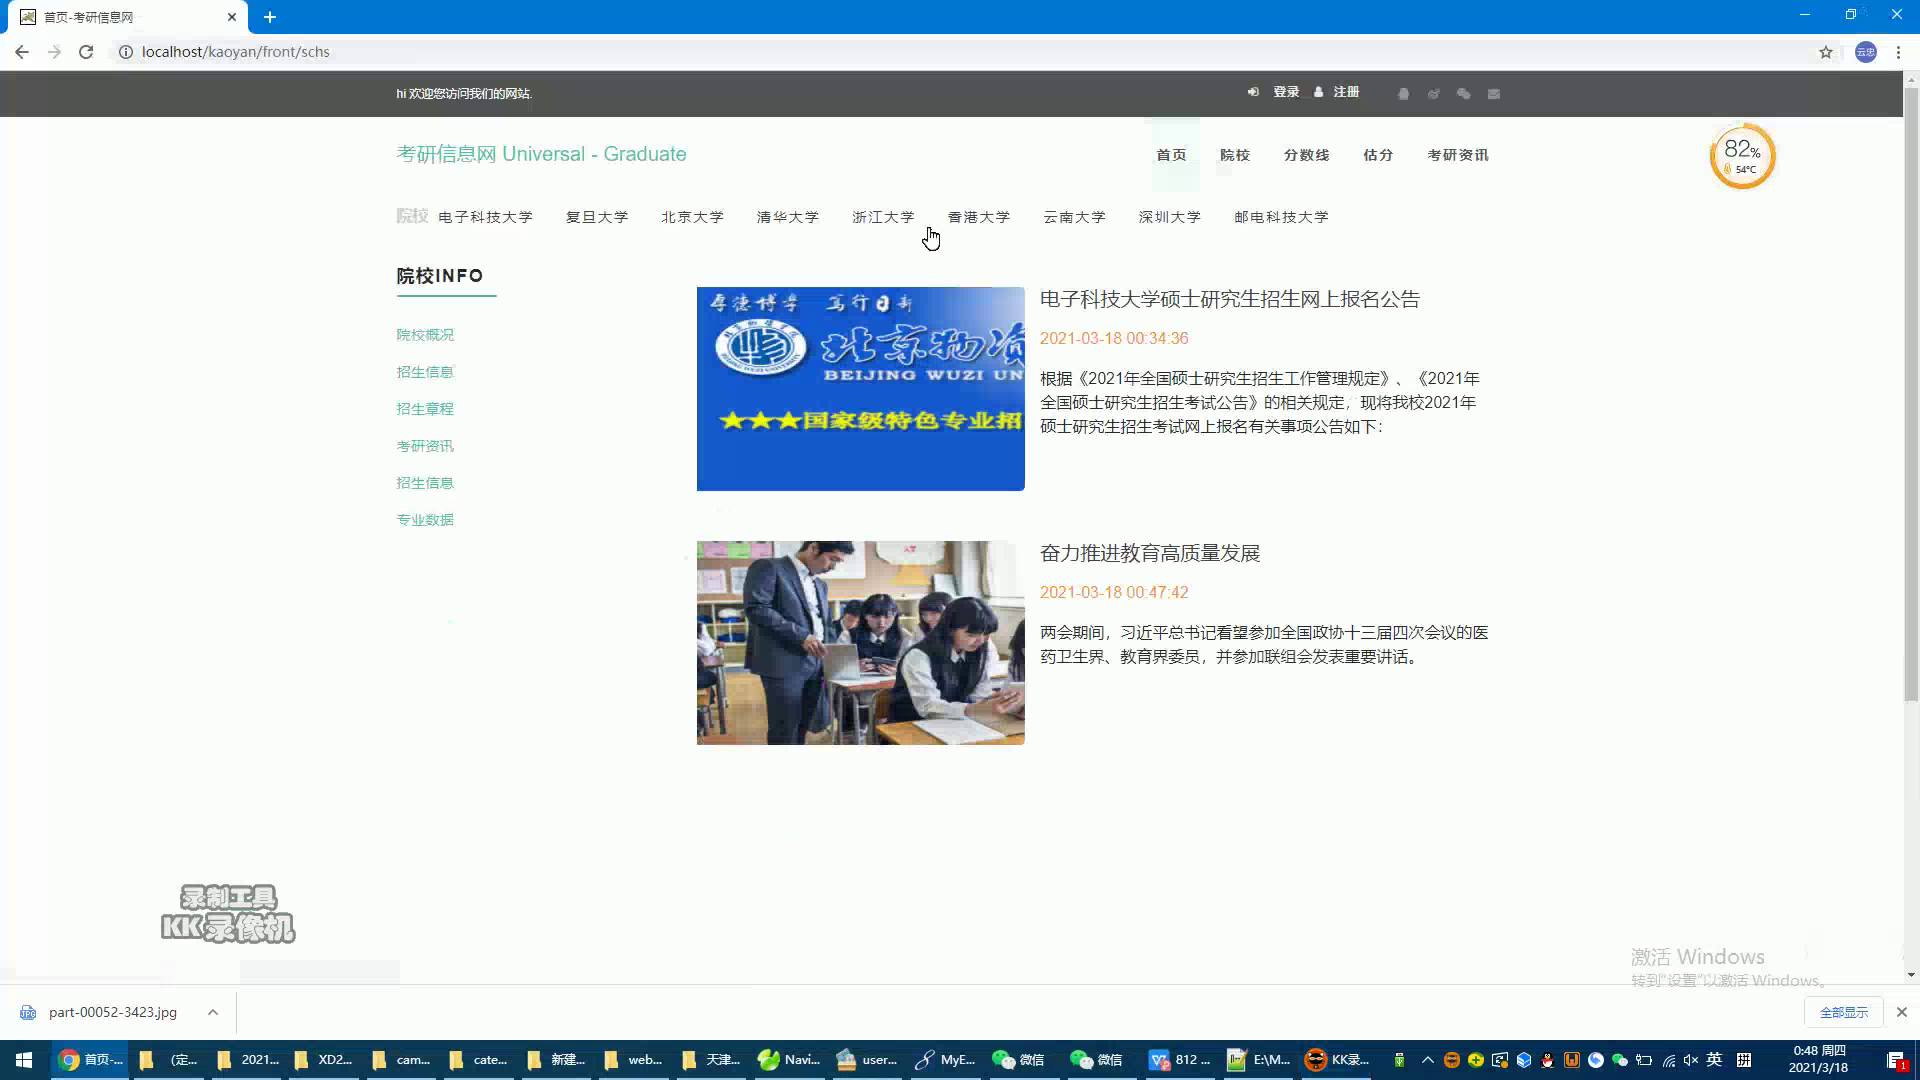 首页-考研信息网
localhost/kaoyan/front/schs
云忠
hi 欢迎您访问我们的网站.
登录 注册
考研信息网 Universal - Graduate
首页 院校 分数线 估分 考研资讯
82%
54°C
院校 电子科技大学 复旦大学 北京大学 清华大学 浙江大学 香港大学 云南大学 深圳大学 邮电科技大学
院校INFO
院校概况
招生信息
招生章程
考研资讯
招生信息
专业数据
厚德博学 笃行日新
北京物资
BEIJING WUZI UN
★★★国家级特色专业招
电子科技大学硕士研究生招生网上报名公告
2021-03-18 00:34:36
根据《2021年全国硕士研究生招生工作管理规定》、《2021年
全国硕士研究生招生考试公告》的相关规定，现将我校2021年
硕士研究生招生考试网上报名有关事项公告如下：
奋力推进教育高质量发展
2021-03-18 00:47:42
两会期间，习近平总书记看望参加全国政协十三届四次会议的医
药卫生界、教育界委员，并参加联组会发表重要讲话。
录制工具
KK录像机
激活 Windows
转到"设置"以激活 Windows。
part-00052-3423.jpg
全部显示
首页-... (定... 2021... XD2... cam... cate... 新建... web... 天津... Navi... user... MyE... 微信 微信 812 ... E:\M... KK录... 英 拼
0:48 周四
2021/3/18
1